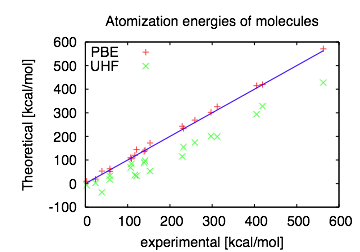 Atomization energies of molecules
Theoretical [kcal/mol]
600
500
400
300
200
100
0
-100
PBE
UHF
0 100 200 300 400 500 600
experimental [kcal/mol]